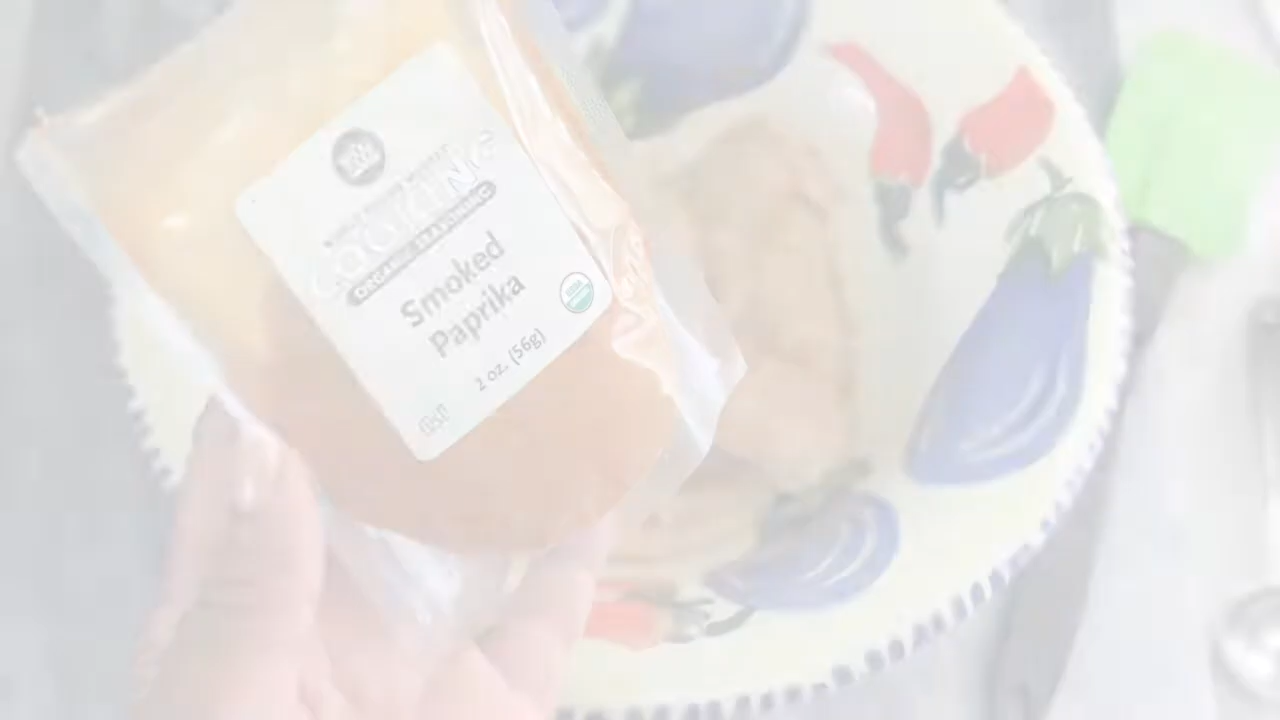 COOKING
ORGANIC SEASONING
Smoked
Paprika
2 oz. (56g)